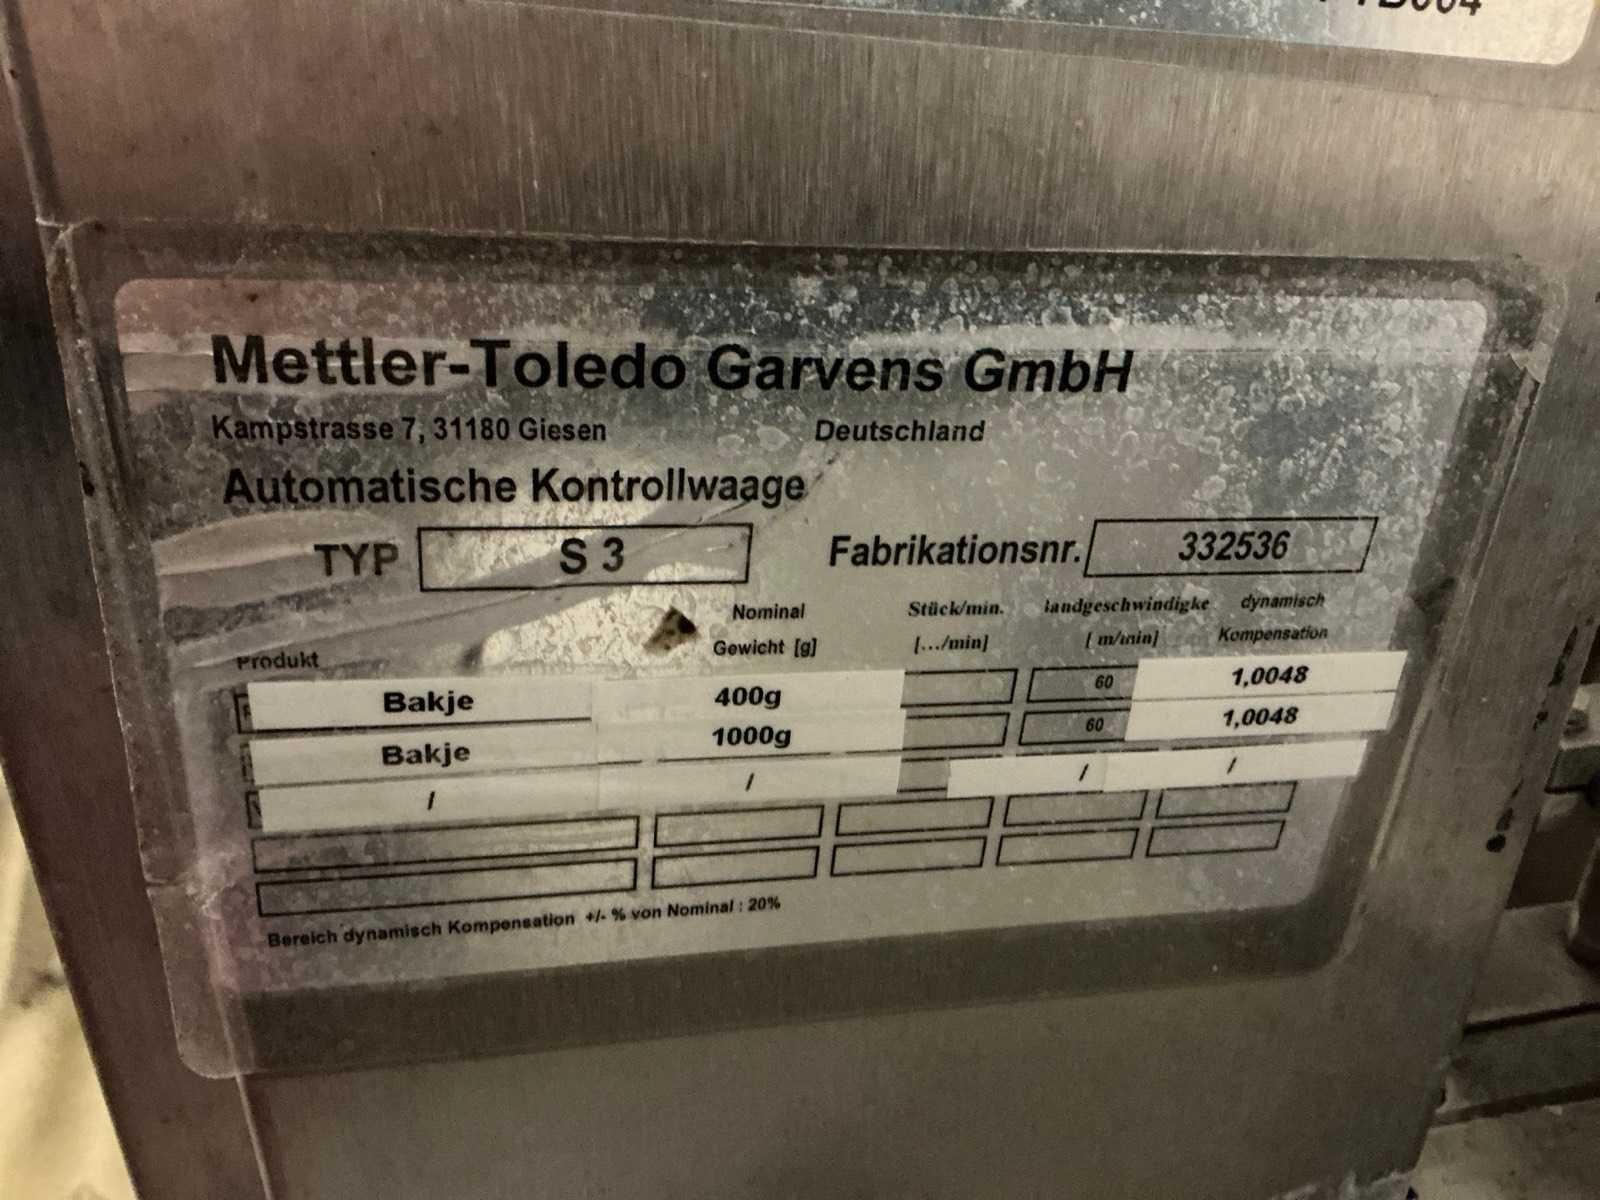 Mettler-Toledo Garvens GmbH
Kampstrasse 7, 31180 Giesen Deutschland
Automatische Kontrollwaage
TYP S 3 Fabrikationsnr. 332536
Nominal Stück/min. landgeschwindigke dynamisch
Produkt Gewicht [g] [.../min] [ m/min] Kompensation
Bakje 400g 60 1,0048
Bakje 1000g 60 1,0048
/ / / /
Bereich dynamisch Kompensation +/- % von Nominal : 20%